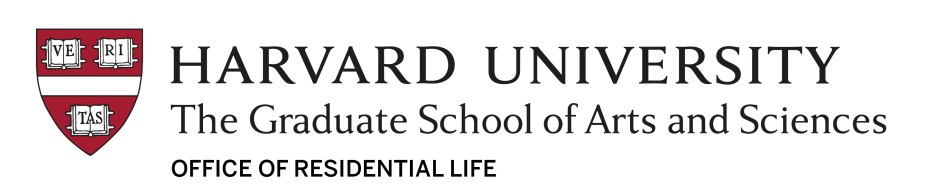 VE RI
TAS
HARVARD UNIVERSITY
The Graduate School of Arts and Sciences
OFFICE OF RESIDENTIAL LIFE